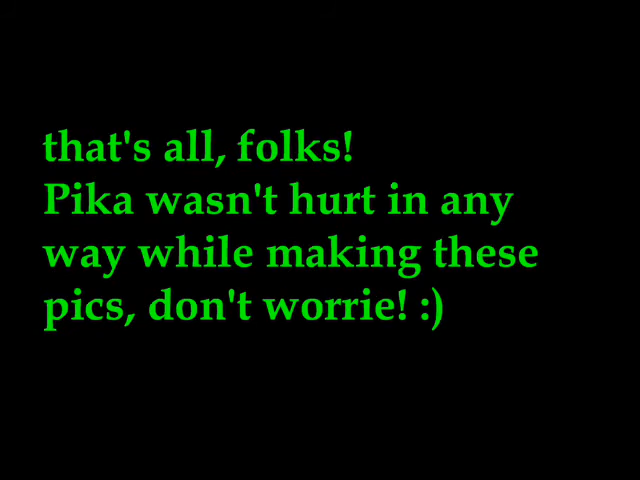 that's all, folks!
Pika wasn't hurt in any
way while making these
pics, don't worrie! :)